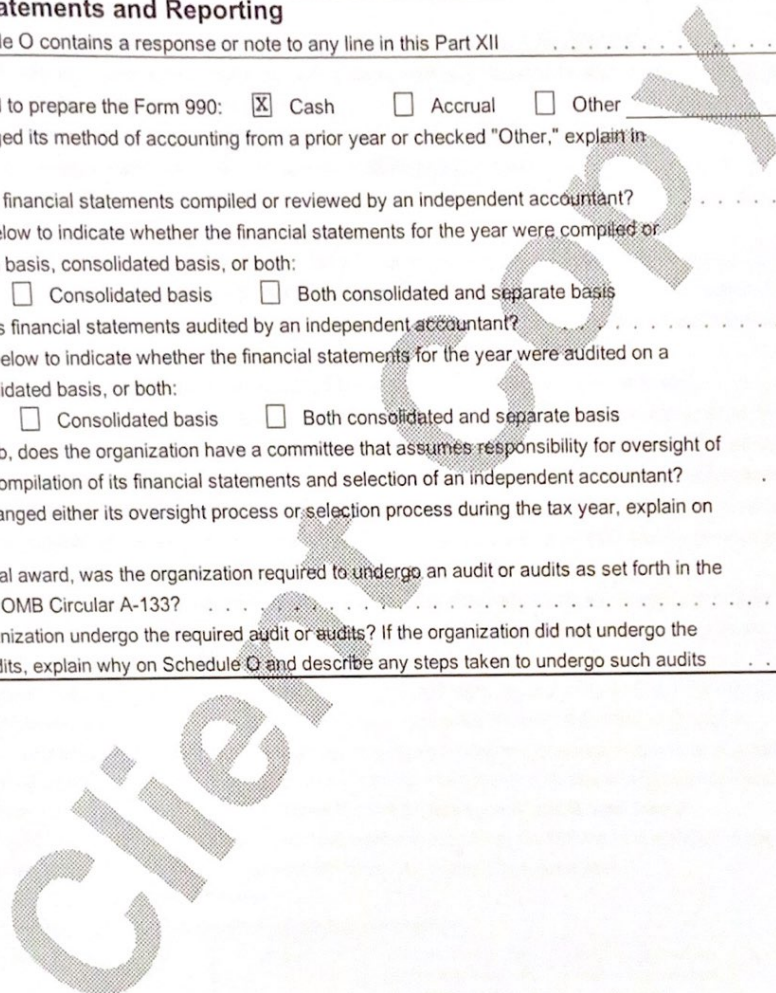 atements and Reporting
le O contains a response or note to any line in this Part XII . . . . . . . . .
to prepare the Form 990: X Cash Accrual Other
ged its method of accounting from a prior year or checked "Other," explain in
financial statements compiled or reviewed by an independent accountant? . . . . .
elow to indicate whether the financial statements for the year were compiled or
basis, consolidated basis, or both:
Consolidated basis Both consolidated and separate basis
s financial statements audited by an independent accountant? . . . . . . . . .
elow to indicate whether the financial statements for the year were audited on a
idated basis, or both:
Consolidated basis Both consolidated and separate basis
b, does the organization have a committee that assumes responsibility for oversight of
ompilation of its financial statements and selection of an independent accountant? .
anged either its oversight process or selection process during the tax year, explain on
al award, was the organization required to undergo an audit or audits as set forth in the
OMB Circular A-133? . . . . . . . . . . . . . . . . . . . . . . . . . .
nization undergo the required audit or audits? If the organization did not undergo the
dits, explain why on Schedule O and describe any steps taken to undergo such audits . .
Client Copy